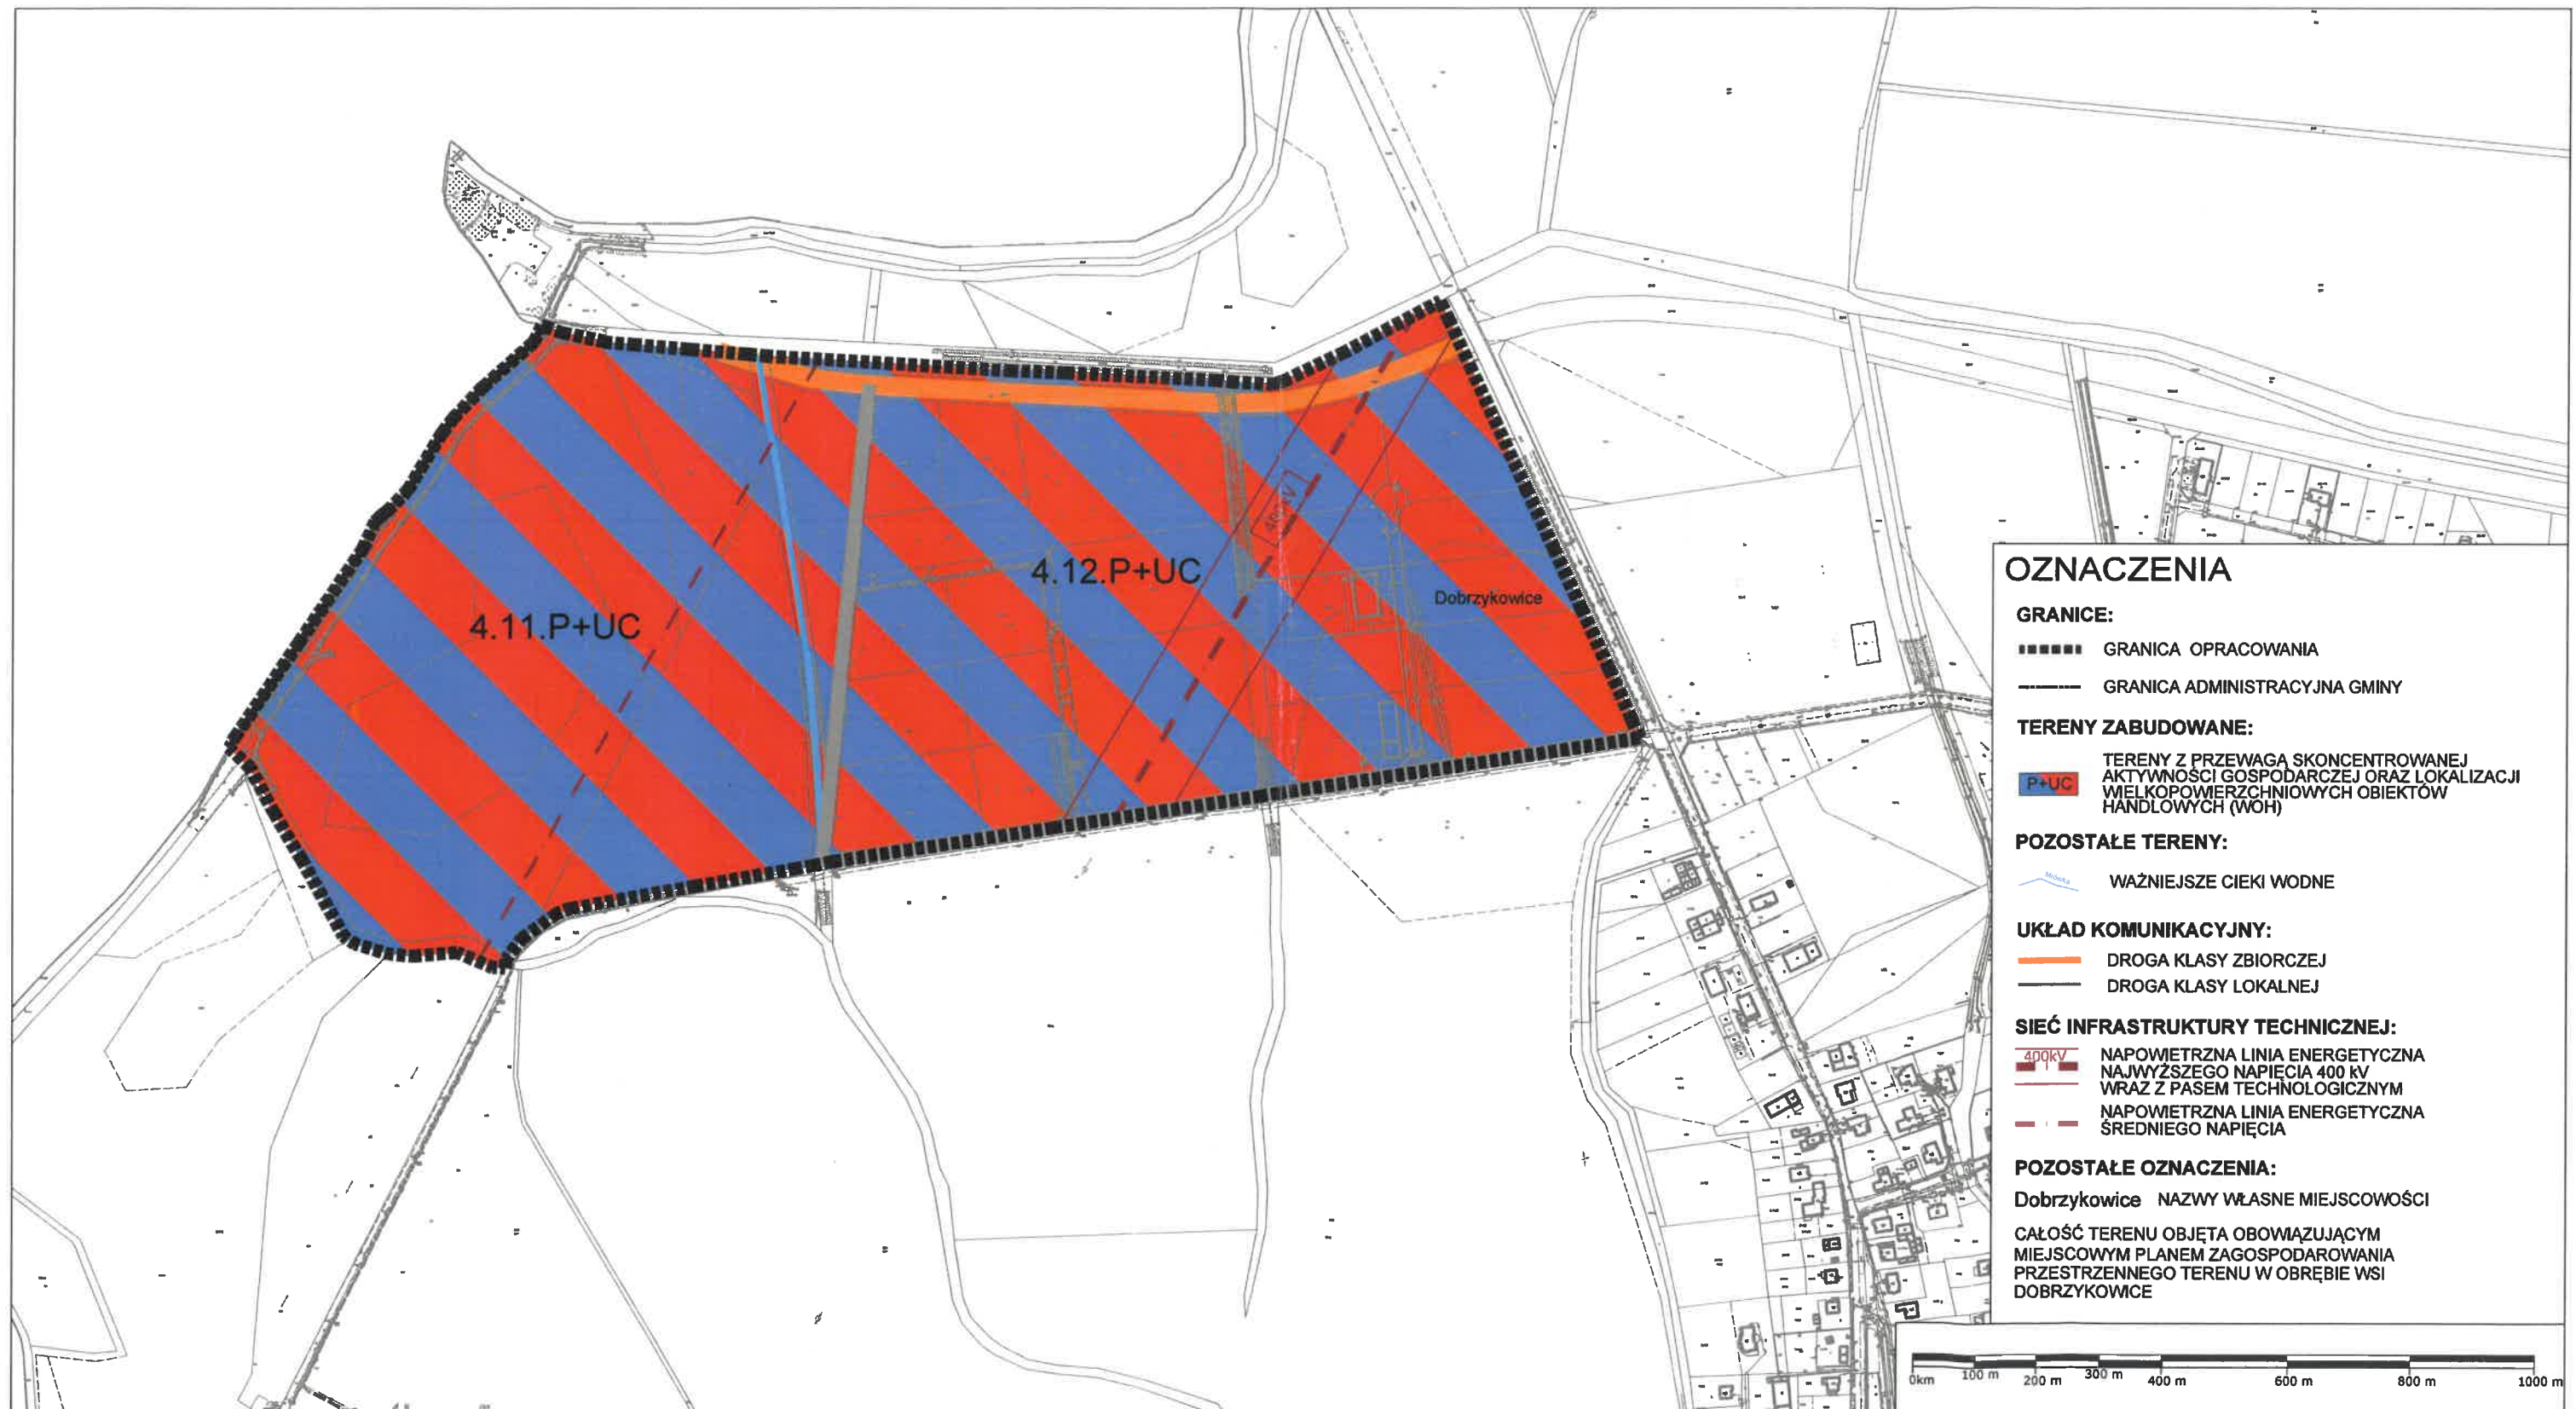 4.11.P+UC
4.12.P+UC
400kV
Dobrzykowice
OZNACZENIA
GRANICE:
GRANICA OPRACOWANIA
GRANICA ADMINISTRACYJNA GMINY
TERENY ZABUDOWANE:
P+UC
TERENY Z PRZEWAGĄ SKONCENTROWANEJ
AKTYWNOŚCI GOSPODARCZEJ ORAZ LOKALIZACJI
WIELKOPOWIERZCHNIOWYCH OBIEKTÓW
HANDLOWYCH (WOH)
POZOSTAŁE TERENY:
WAŻNIEJSZE CIEKI WODNE
UKŁAD KOMUNIKACYJNY:
DROGA KLASY ZBIORCZEJ
DROGA KLASY LOKALNEJ
SIEĆ INFRASTRUKTURY TECHNICZNEJ:
400kV
NAPOWIETRZNA LINIA ENERGETYCZNA
NAJWYŻSZEGO NAPIĘCIA 400 kV
WRAZ Z PASEM TECHNOLOGICZNYM
NAPOWIETRZNA LINIA ENERGETYCZNA
ŚREDNIEGO NAPIĘCIA
POZOSTAŁE OZNACZENIA:
Dobrzykowice NAZWY WŁASNE MIEJSCOWOŚCI
CAŁOŚĆ TERENU OBJĘTA OBOWIĄZUJĄCYM
MIEJSCOWYM PLANEM ZAGOSPODAROWANIA
PRZESTRZENNEGO TERENU W OBRĘBIE WSI
DOBRZYKOWICE
0km 100 m 200 m 300 m 400 m 600 m 800 m 1000 m